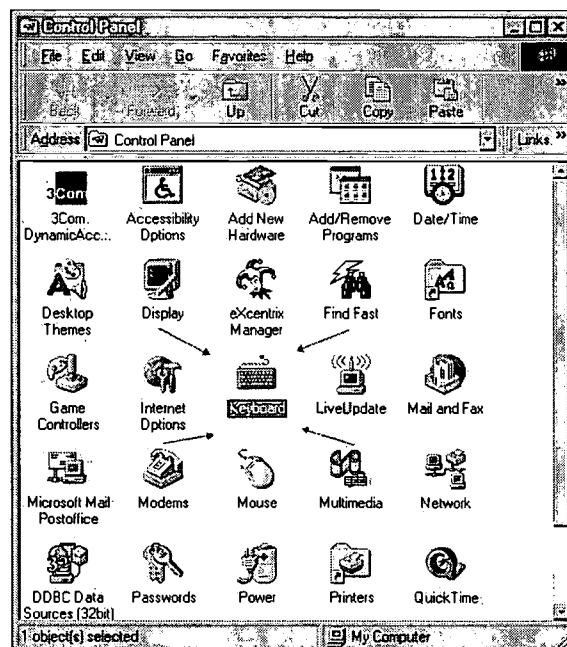 Control Panel
File Edit View Go Favorites Help
Back Forward Up Cut Copy Paste »
Address Control Panel Links »
3Com
3Com DynamicAcc... Accessibility Options Add New Hardware Add/Remove Programs Date/Time
Desktop Themes Display eXcentrix Manager Find Fast Fonts
Game Controllers Internet Options Keyboard LiveUpdate Mail and Fax
Microsoft Mail Postoffice Modems Mouse Multimedia Network
32
ODBC Data Sources (32bit) Passwords Power Printers QuickTime
1 object(s) selected My Computer